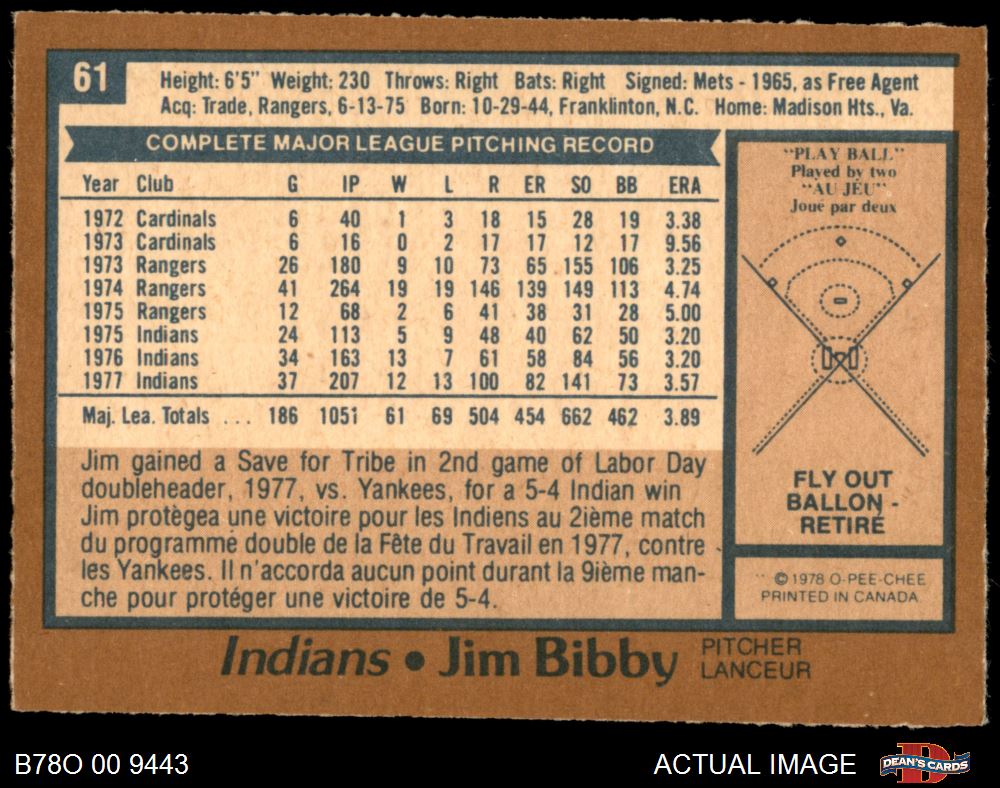 61
Height: 6'5" Weight: 230 Throws: Right Bats: Right Signed: Mets - 1965, as Free Agent
Acq: Trade, Rangers, 6-13-75 Born: 10-29-44, Franklinton, N.C. Home: Madison Hts., Va.
COMPLETE MAJOR LEAGUE PITCHING RECORD
Year Club G IP W L R ER SO BB ERA
1972 Cardinals 6 40 1 3 18 15 28 19 3.38
1973 Cardinals 6 16 0 2 17 17 12 17 9.56
1973 Rangers 26 180 9 10 73 65 155 106 3.25
1974 Rangers 41 264 19 19 146 139 149 113 4.74
1975 Rangers 12 68 2 6 41 38 31 28 5.00
1975 Indians 24 113 5 9 48 40 62 50 3.20
1976 Indians 34 163 13 7 61 58 84 56 3.20
1977 Indians 37 207 12 13 100 82 141 73 3.57
Maj. Lea. Totals ... 186 1051 61 69 504 454 662 462 3.89
Jim gained a Save for Tribe in 2nd game of Labor Day
doubleheader, 1977, vs. Yankees, for a 5-4 Indian win
Jim protègea une victoire pour les Indiens au 2ième match
du programme double de la Fête du Travail en 1977, contre
les Yankees. Il n'accorda aucun point durant la 9ième man-
che pour protéger une victoire de 5-4.
"PLAY BALL"
Played by two
"AU JÉU"
Joué par deux
FLY OUT
BALLON -
RETIRÉ
© 1978 O-PEE-CHEE
PRINTED IN CANADA.
Indians • Jim Bibby
PITCHER
LANCEUR
B78O 00 9443
ACTUAL IMAGE
DEAN'S CARDS